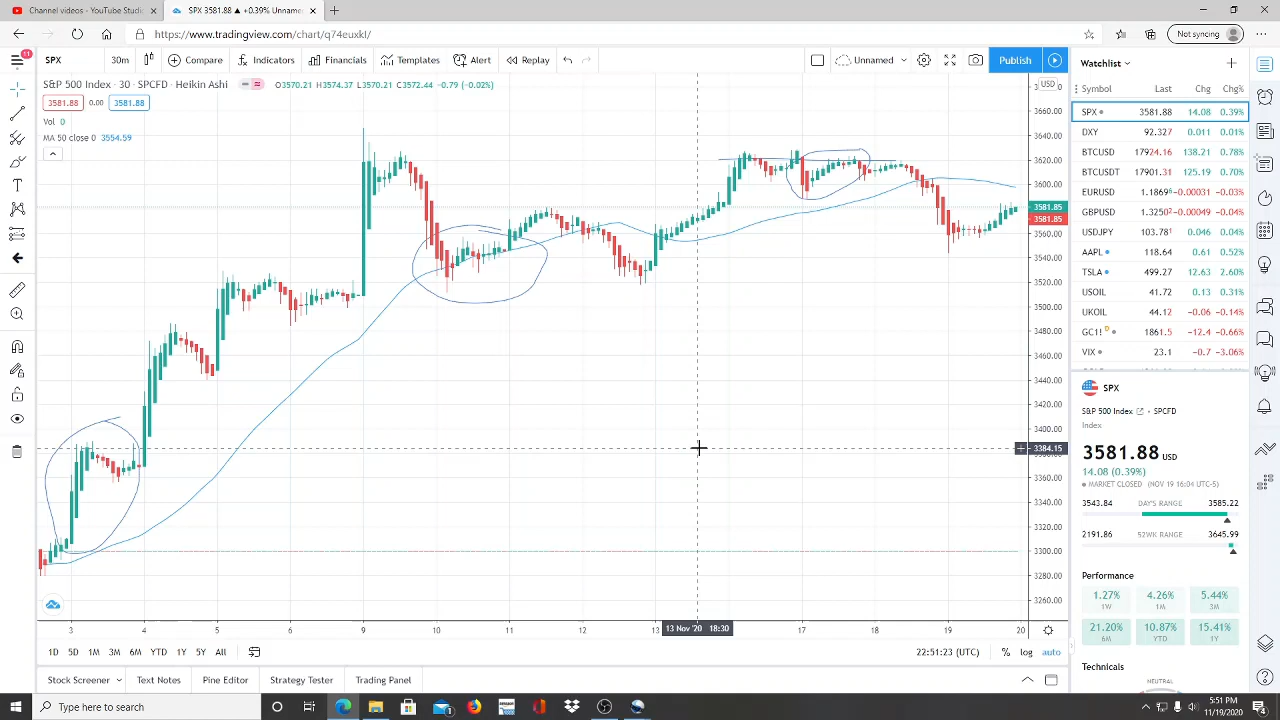 Channel videos - YouTube Studi
SPX 3581.88 ▲ +0.39% Unnamed
https://www.tradingview.com/chart/q74euxkl/
Not syncing
11
SPX
30m
Compare
Indicators
Financials
Templates
Alert
Replay
Unnamed
Publish
S&P 500 Index · 30 · SPCFD · Heikin Ashi
O3570.21 H3574.37 L3570.21 C3572.44 −0.79 (−0.02%)
3581.88 0.00 3581.88
Vol 0
MA 50 close 0 3554.59
USD
3660.00
3640.00
3620.00
3600.00
3581.85
3581.85
3560.00
3540.00
3520.00
3500.00
3480.00
3460.00
3440.00
3420.00
3400.00
3384.15
3360.00
3340.00
3320.00
3300.00
3280.00
3260.00
3 4 5 6 9 10 11 12 13 17 18 19 20
13 Nov '20 18:30
1D 5D 1M 3M 6M YTD 1Y 5Y All
22:51:23 (UTC)
% log auto
Stock Screener
Text Notes
Pine Editor
Strategy Tester
Trading Panel
Watchlist
Symbol Last Chg Chg%
SPX 3581.88 14.08 0.39%
DXY 92.327 0.011 0.01%
BTCUSD 17924.16 138.21 0.78%
BTCUSDT 17901.31 125.19 0.70%
EURUSD 1.1869⁶ −0.00031 −0.03%
GBPUSD 1.3250² −0.00049 −0.04%
USDJPY 103.78¹ 0.046 0.04%
AAPL 118.64 0.61 0.52%
TSLA 499.27 12.63 2.60%
USOIL 41.72 0.13 0.31%
UKOIL 44.12 −0.06 −0.14%
GC1! D 1861.5 −12.4 −0.66%
VIX 23.1 −0.7 −3.06%
SPX
S&P 500 Index · SPCFD
Index
3581.88 USD
14.08 (0.39%)
MARKET CLOSED (NOV 19 16:04 UTC-5)
3543.84 DAY'S RANGE 3585.22
2191.86 52WK RANGE 3645.99
Performance
1.27% 4.26% 5.44%
1W 1M 3M
21.20% 10.87% 15.41%
6M YTD 1Y
Technicals
NEUTRAL
Type here to search
5:51 PM
11/19/2020